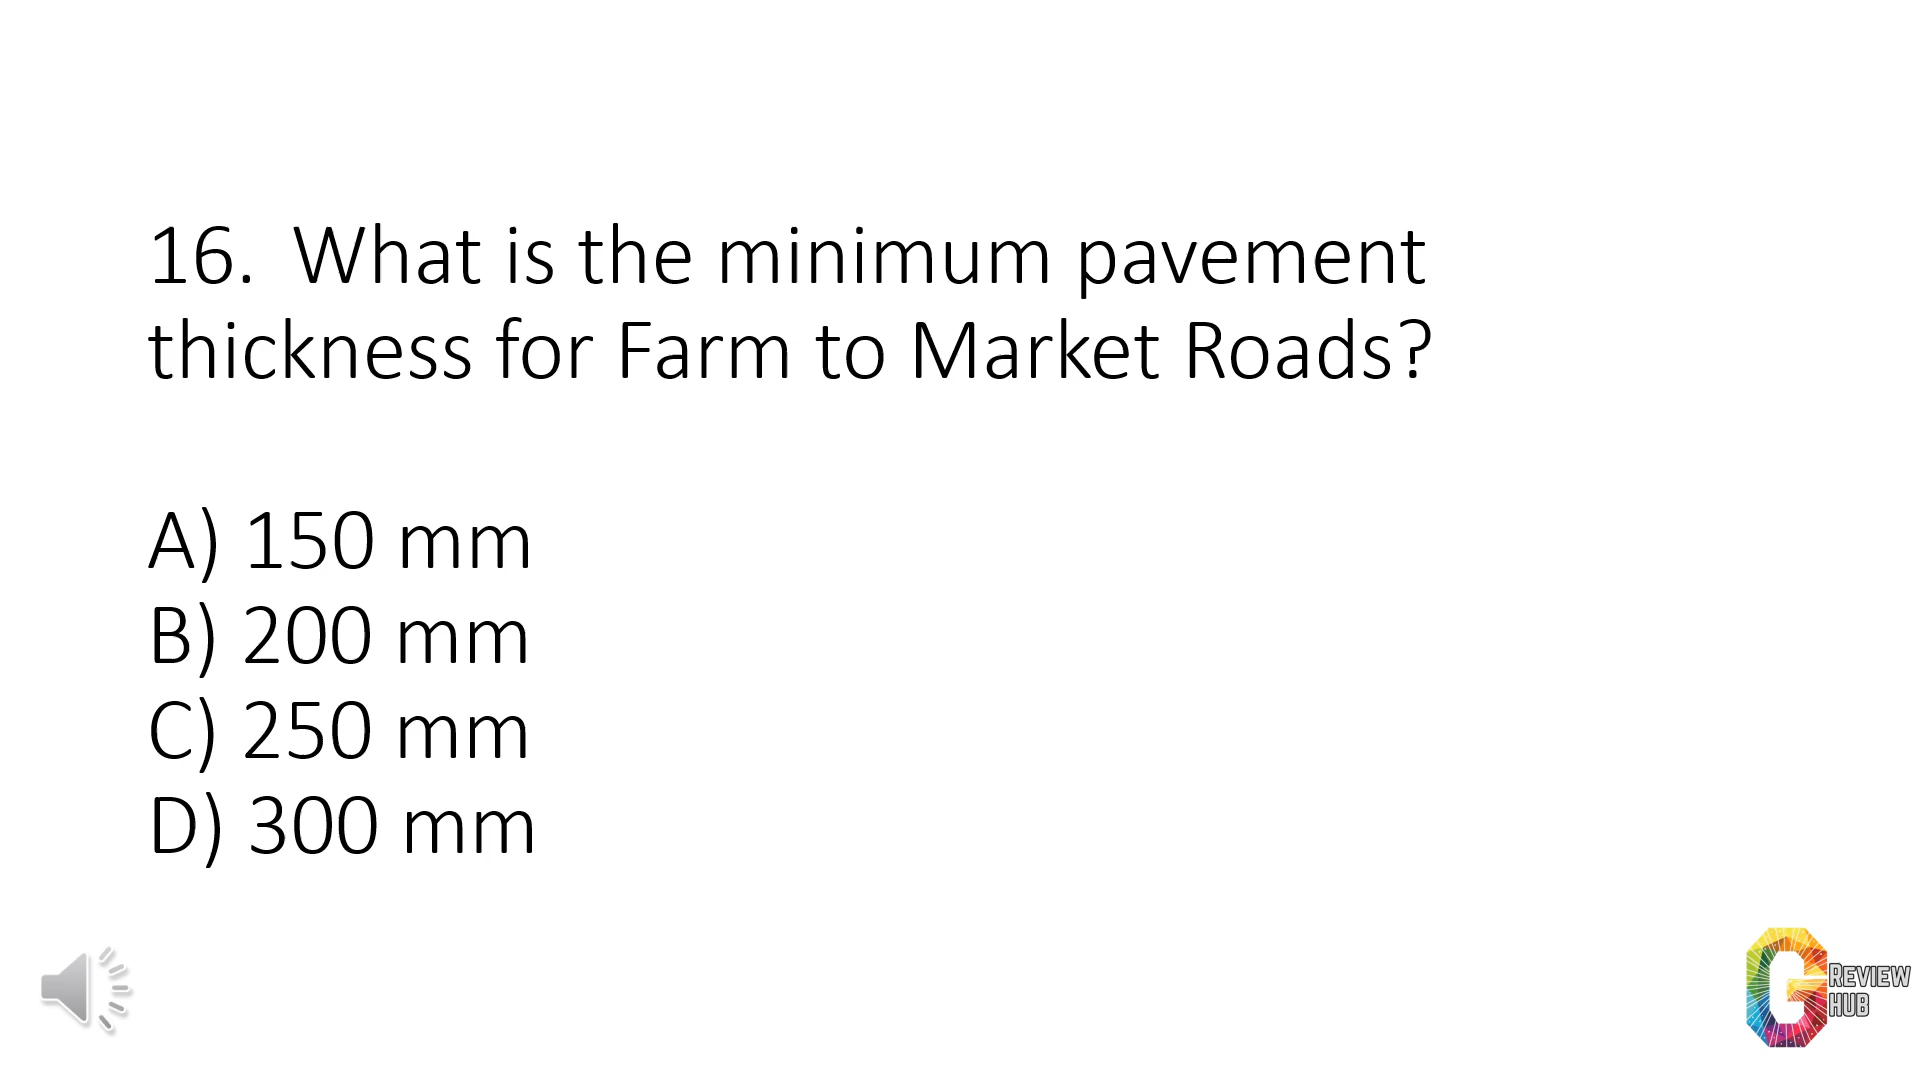 16.  What is the minimum pavement
thickness for Farm to Market Roads?
A) 150 mm
B) 200 mm
C) 250 mm
D) 300 mm
G REVIEW
HUB